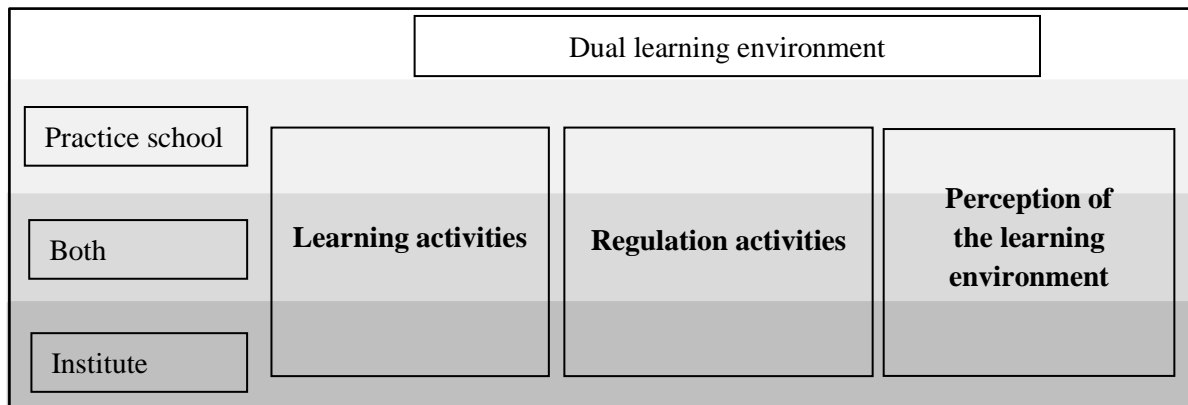 Dual learning environment
Practice school
Both
Institute
Learning activities
Regulation activities
Perception of
the learning
environment